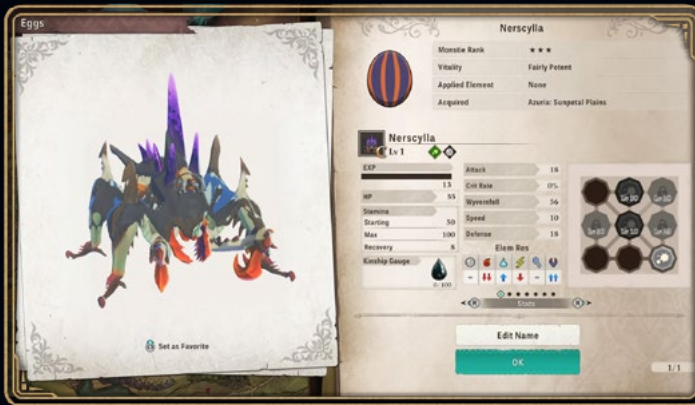 Eggs
Nerscylla
Monstie Rank ★★★
Vitality Fairly Potent
Applied Element None
Acquired Azuria: Sunpetal Plains
Nerscylla
Lv 1
EXP
13
HP 55
Stamina
Starting 50
Max 100
Recovery 8
Kinship Gauge
0/100
Attack 18
Crit Rate 0%
Wyvernfell 56
Speed 10
Defense 18
Elem Res
Stats
Set as Favorite
Edit Name
OK
1/1